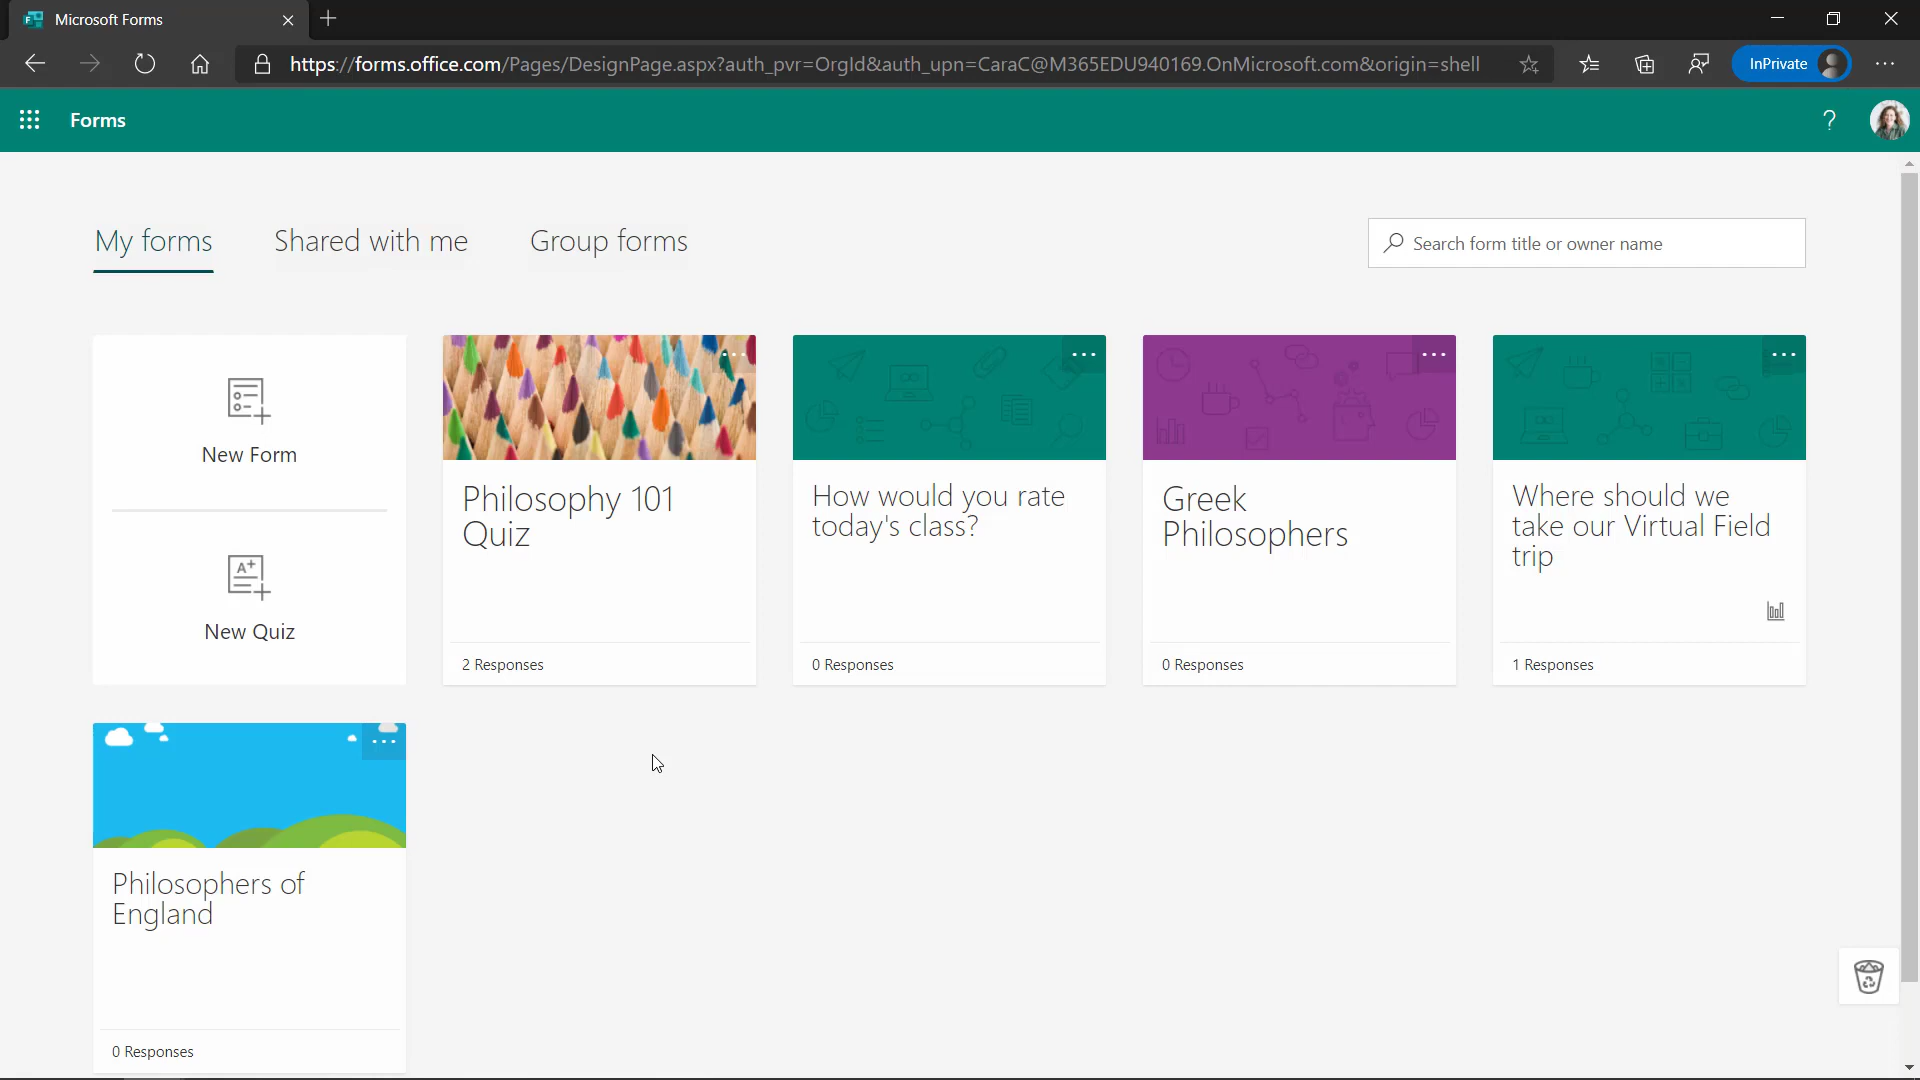 Microsoft Forms
https://forms.office.com/Pages/DesignPage.aspx?auth_pvr=OrgId&auth_upn=CaraC@M365EDU940169.OnMicrosoft.com&origin=shell
InPrivate
Forms
?
My forms
Shared with me
Group forms
Search form title or owner name
New Form
A+
New Quiz
Philosophy 101
Quiz
2 Responses
How would you rate
today's class?
0 Responses
Greek
Philosophers
0 Responses
Where should we
take our Virtual Field
trip
1 Responses
Philosophers of
England
0 Responses